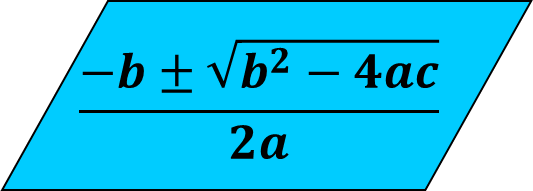 −b ± √b² − 4ac
2a